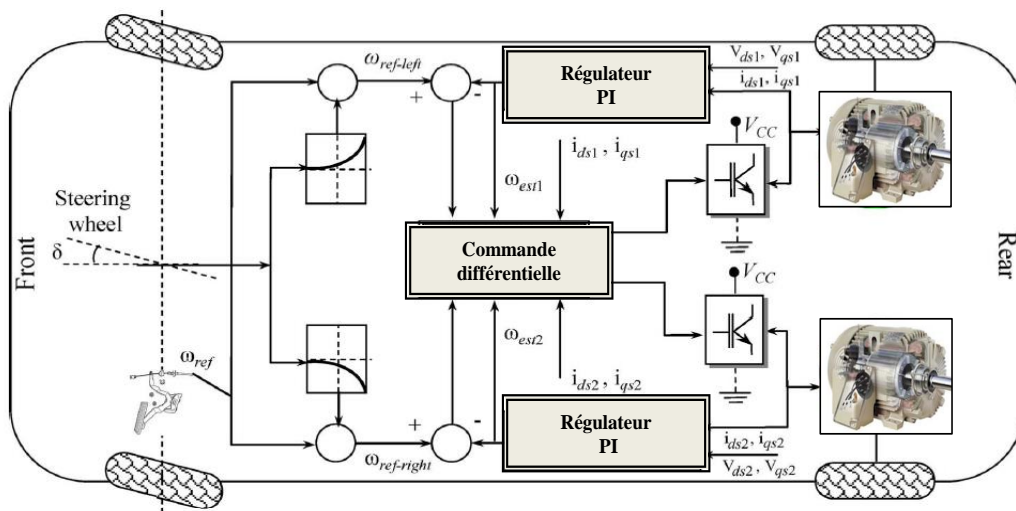 ω_ref-left
+
-
Régulateur
PI
V_ds1, V_qs1
i_ds1, i_qs1
V_CC
i_ds1 , i_qs1
ω_est1
Steering
wheel
δ
Front
Commande
différentielle
Rear
V_CC
ω_est2
ω_ref
i_ds2 , i_qs2
+
-
Régulateur
PI
i_ds2, i_qs2
V_ds2, V_qs2
ω_ref-right